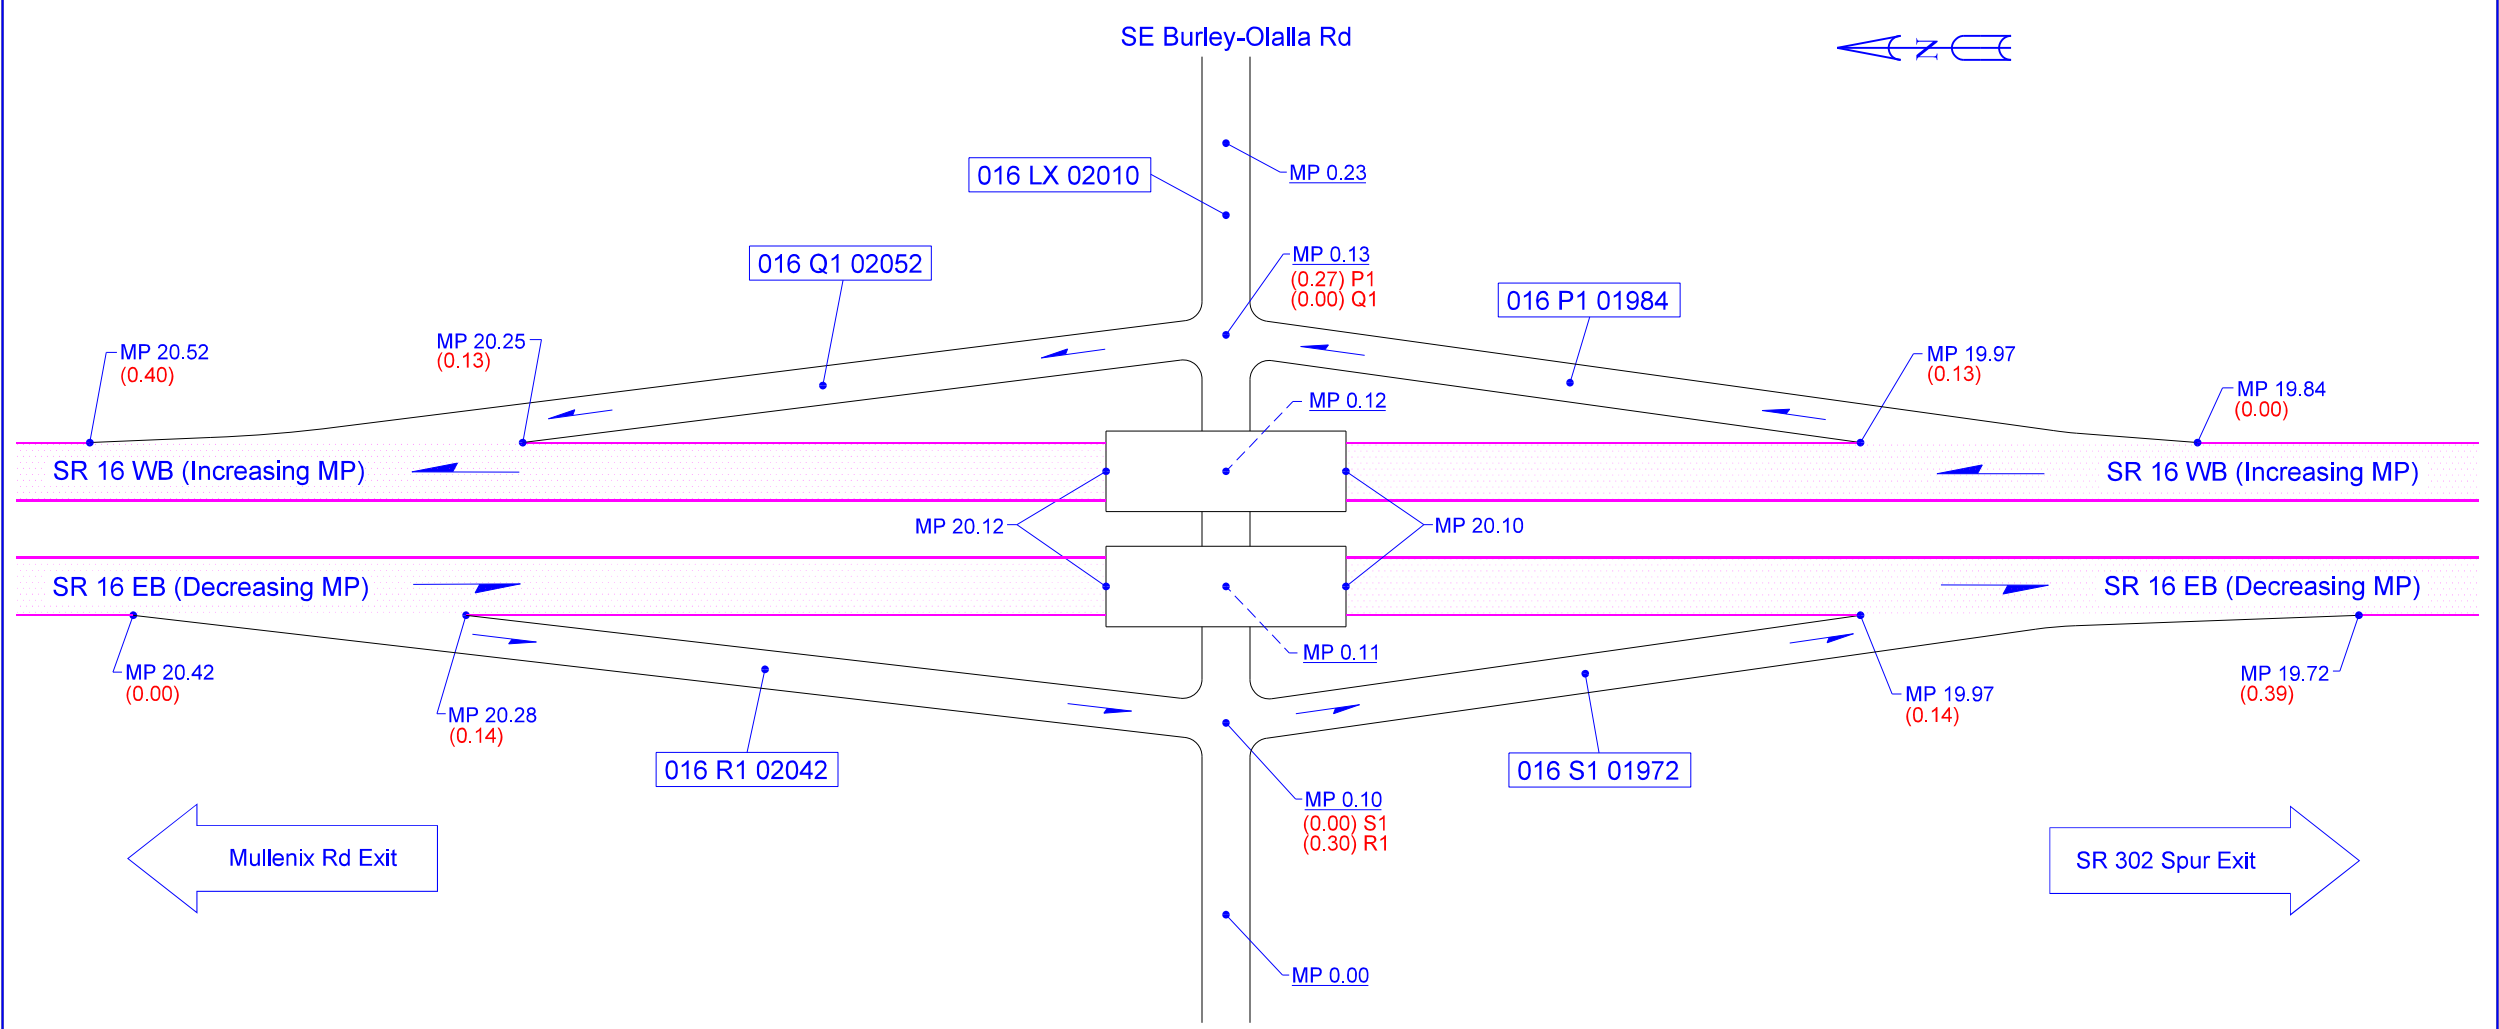 SE Burley-Olalla Rd
N
MP 0.23
016 LX 02010
MP 0.13
(0.27) P1
(0.00) Q1
016 Q1 02052
016 P1 01984
MP 20.52
(0.40)
MP 20.25
(0.13)
MP 19.97
(0.13)
MP 19.84
(0.00)
MP 0.12
SR 16 WB (Increasing MP)
SR 16 WB (Increasing MP)
MP 20.12
MP 20.10
SR 16 EB (Decreasing MP)
SR 16 EB (Decreasing MP)
MP 0.11
MP 20.42
(0.00)
MP 20.28
(0.14)
MP 19.97
(0.14)
MP 19.72
(0.39)
016 R1 02042
016 S1 01972
MP 0.10
(0.00) S1
(0.30) R1
Mullenix Rd Exit
SR 302 Spur Exit
MP 0.00